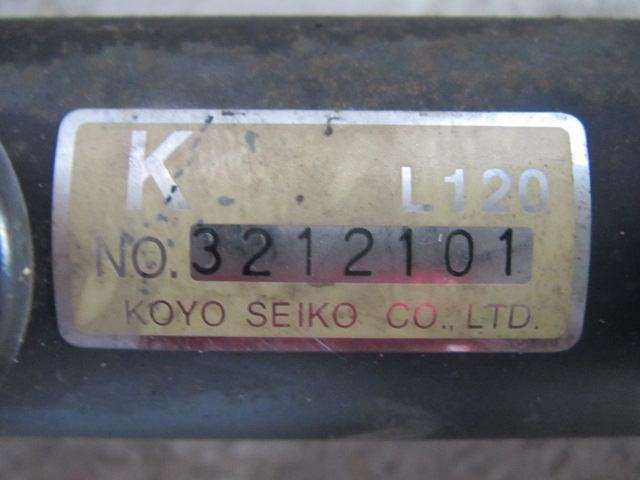 K L120
NO. 3212101
KOYO SEIKO CO., LTD.